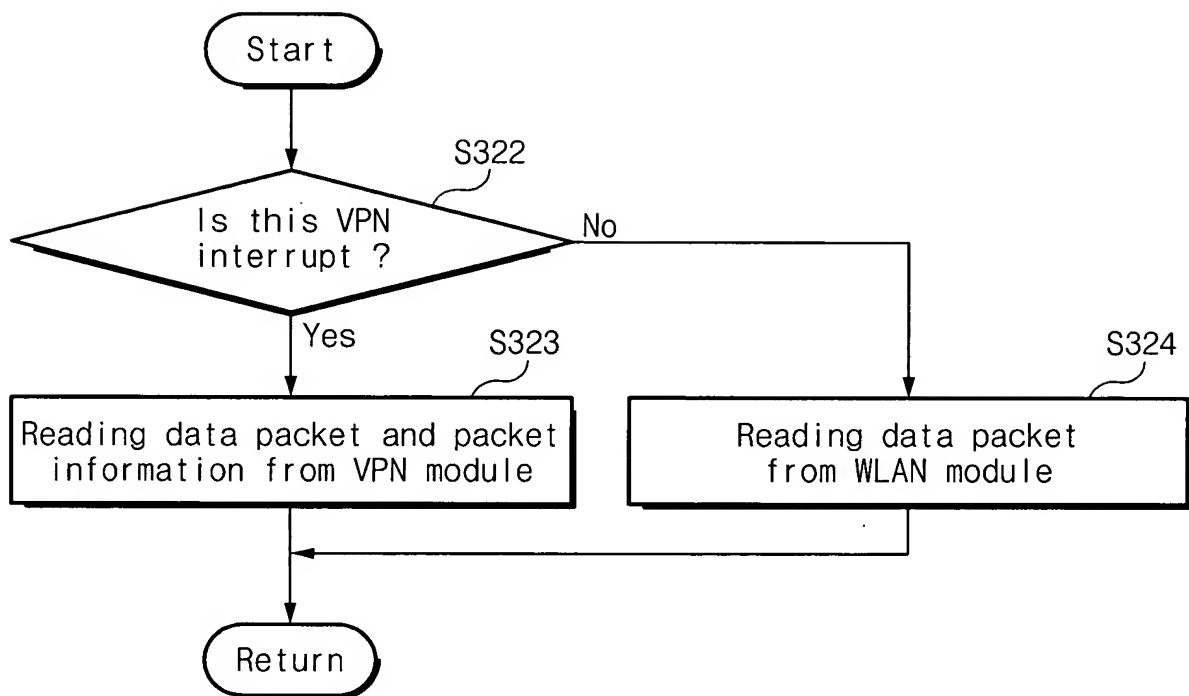 Start
S322
Is this VPN
interrupt ?
No
Yes
S323
S324
Reading data packet and packet
information from VPN module
Reading data packet
from WLAN module
Return